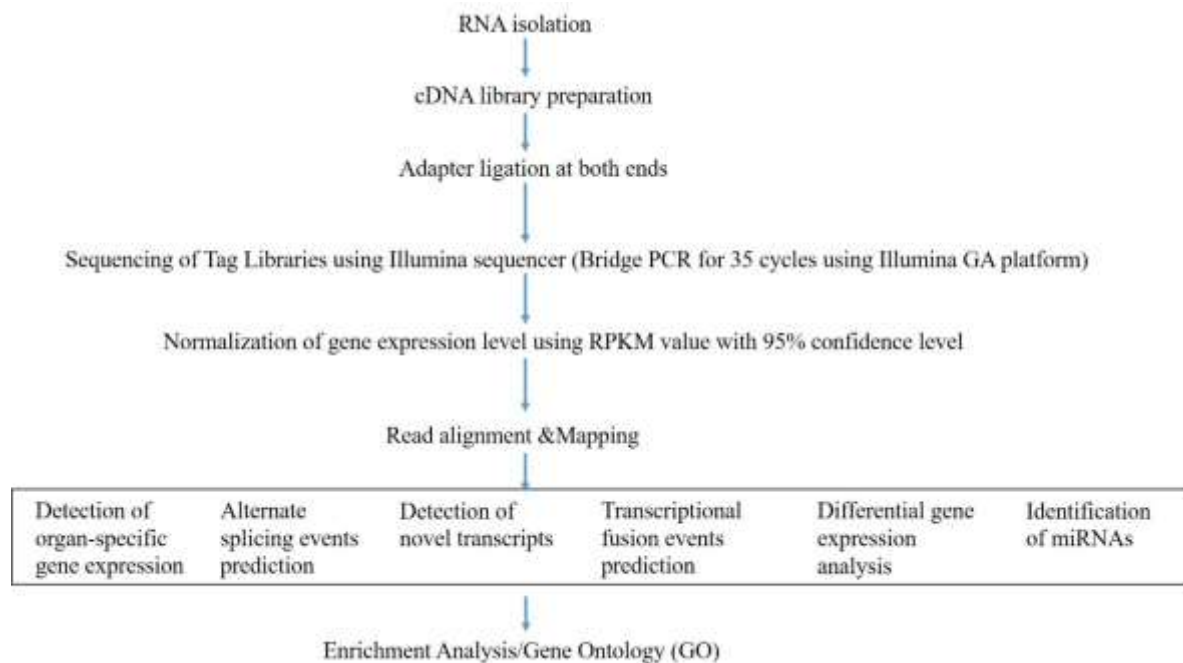 RNA isolation
cDNA library preparation
Adapter ligation at both ends
Sequencing of Tag Libraries using Illumina sequencer (Bridge PCR for 35 cycles using Illumina GA platform)
Normalization of gene expression level using RPKM value with 95% confidence level
Read alignment &Mapping
Detection of
organ-specific
gene expression
Alternate
splicing events
prediction
Detection of
novel transcripts
Transcriptional
fusion events
prediction
Differential gene
expression
analysis
Identification
of miRNAs
Enrichment Analysis/Gene Ontology (GO)